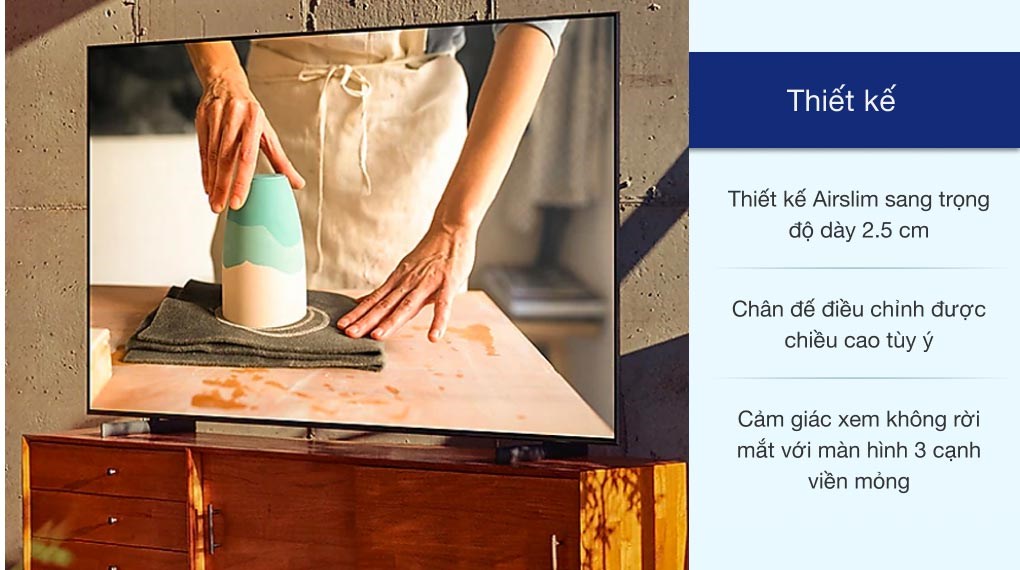 Thiết kế
Thiết kế Airslim sang trọng
độ dày 2.5 cm
Chân đế điều chỉnh được
chiều cao tùy ý
Cảm giác xem không rời
mắt với màn hình 3 cạnh
viền mỏng